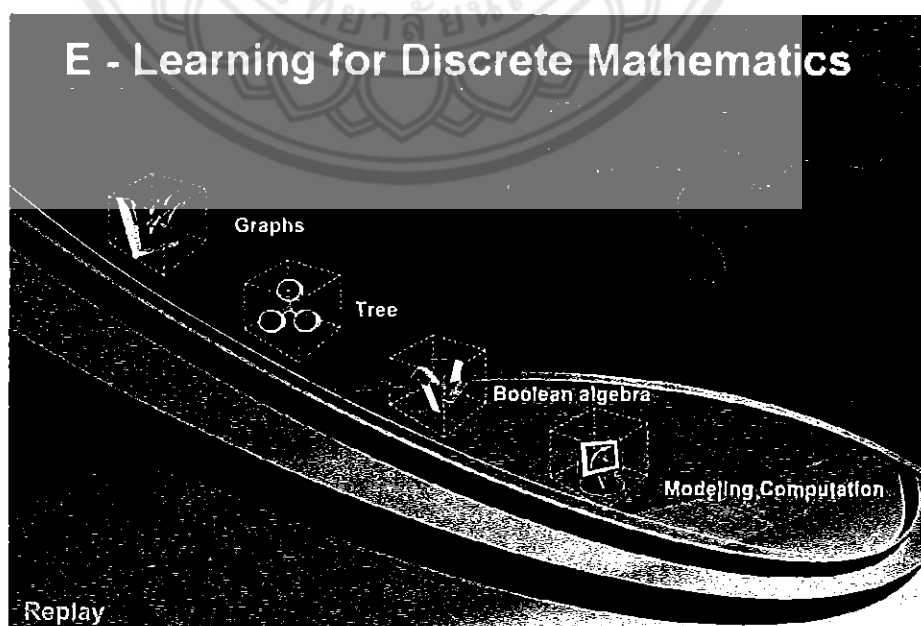 E - Learning for Discrete Mathematics
Graphs
Tree
Boolean algebra
Modeling Computation
Replay